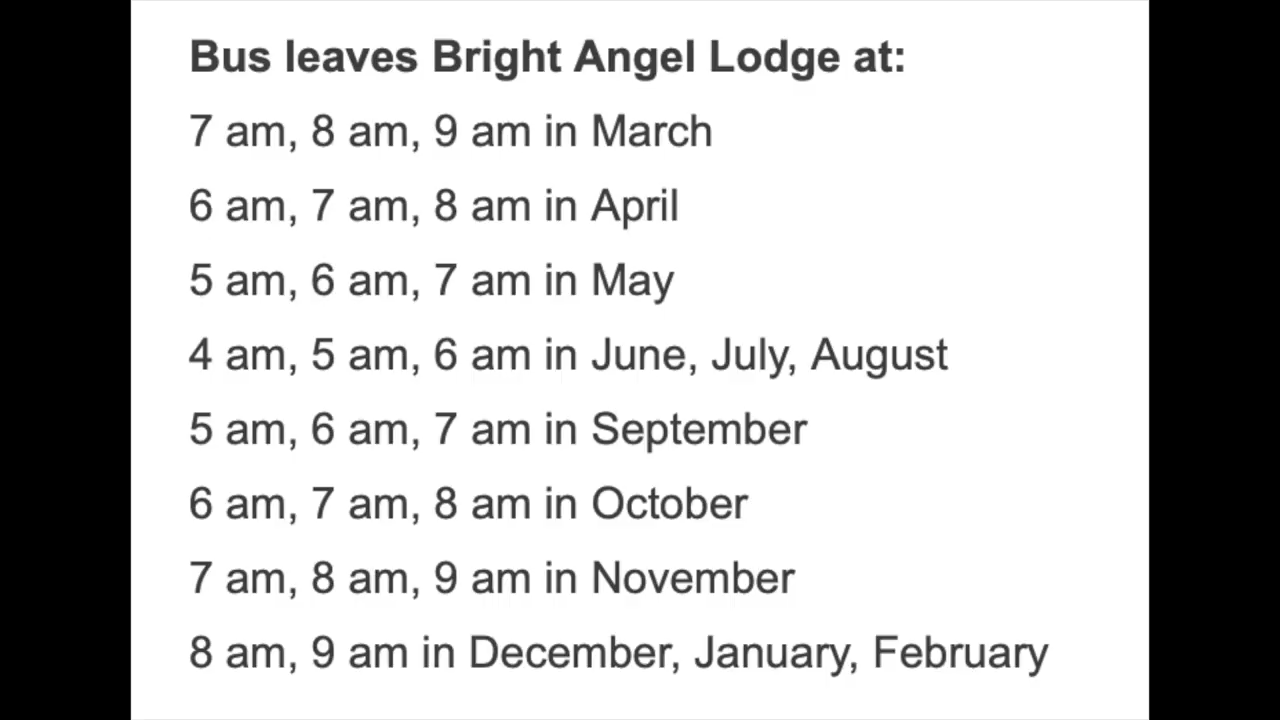 Bus leaves Bright Angel Lodge at:
7 am, 8 am, 9 am in March
6 am, 7 am, 8 am in April
5 am, 6 am, 7 am in May
4 am, 5 am, 6 am in June, July, August
5 am, 6 am, 7 am in September
6 am, 7 am, 8 am in October
7 am, 8 am, 9 am in November
8 am, 9 am in December, January, February